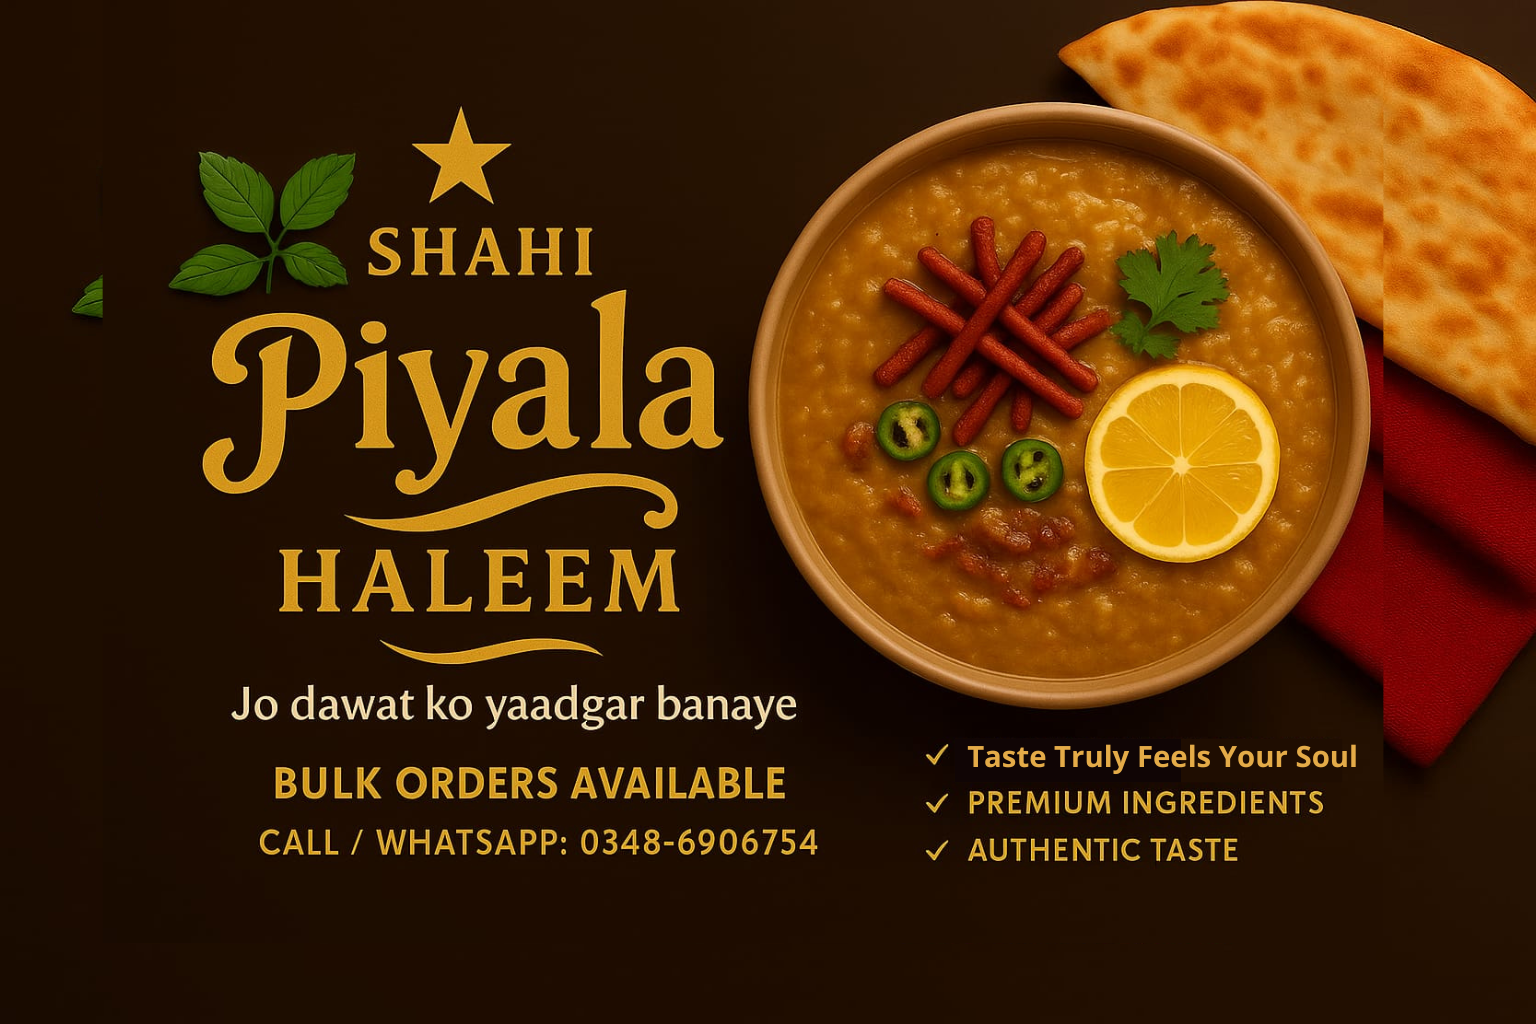 SHAHI
Piyala
HALEEM
Jo dawat ko yaadgar banaye
BULK ORDERS AVAILABLE
CALL / WHATSAPP: 0348-6906754
✓ Taste Truly Feels Your Soul
✓ PREMIUM INGREDIENTS
✓ AUTHENTIC TASTE